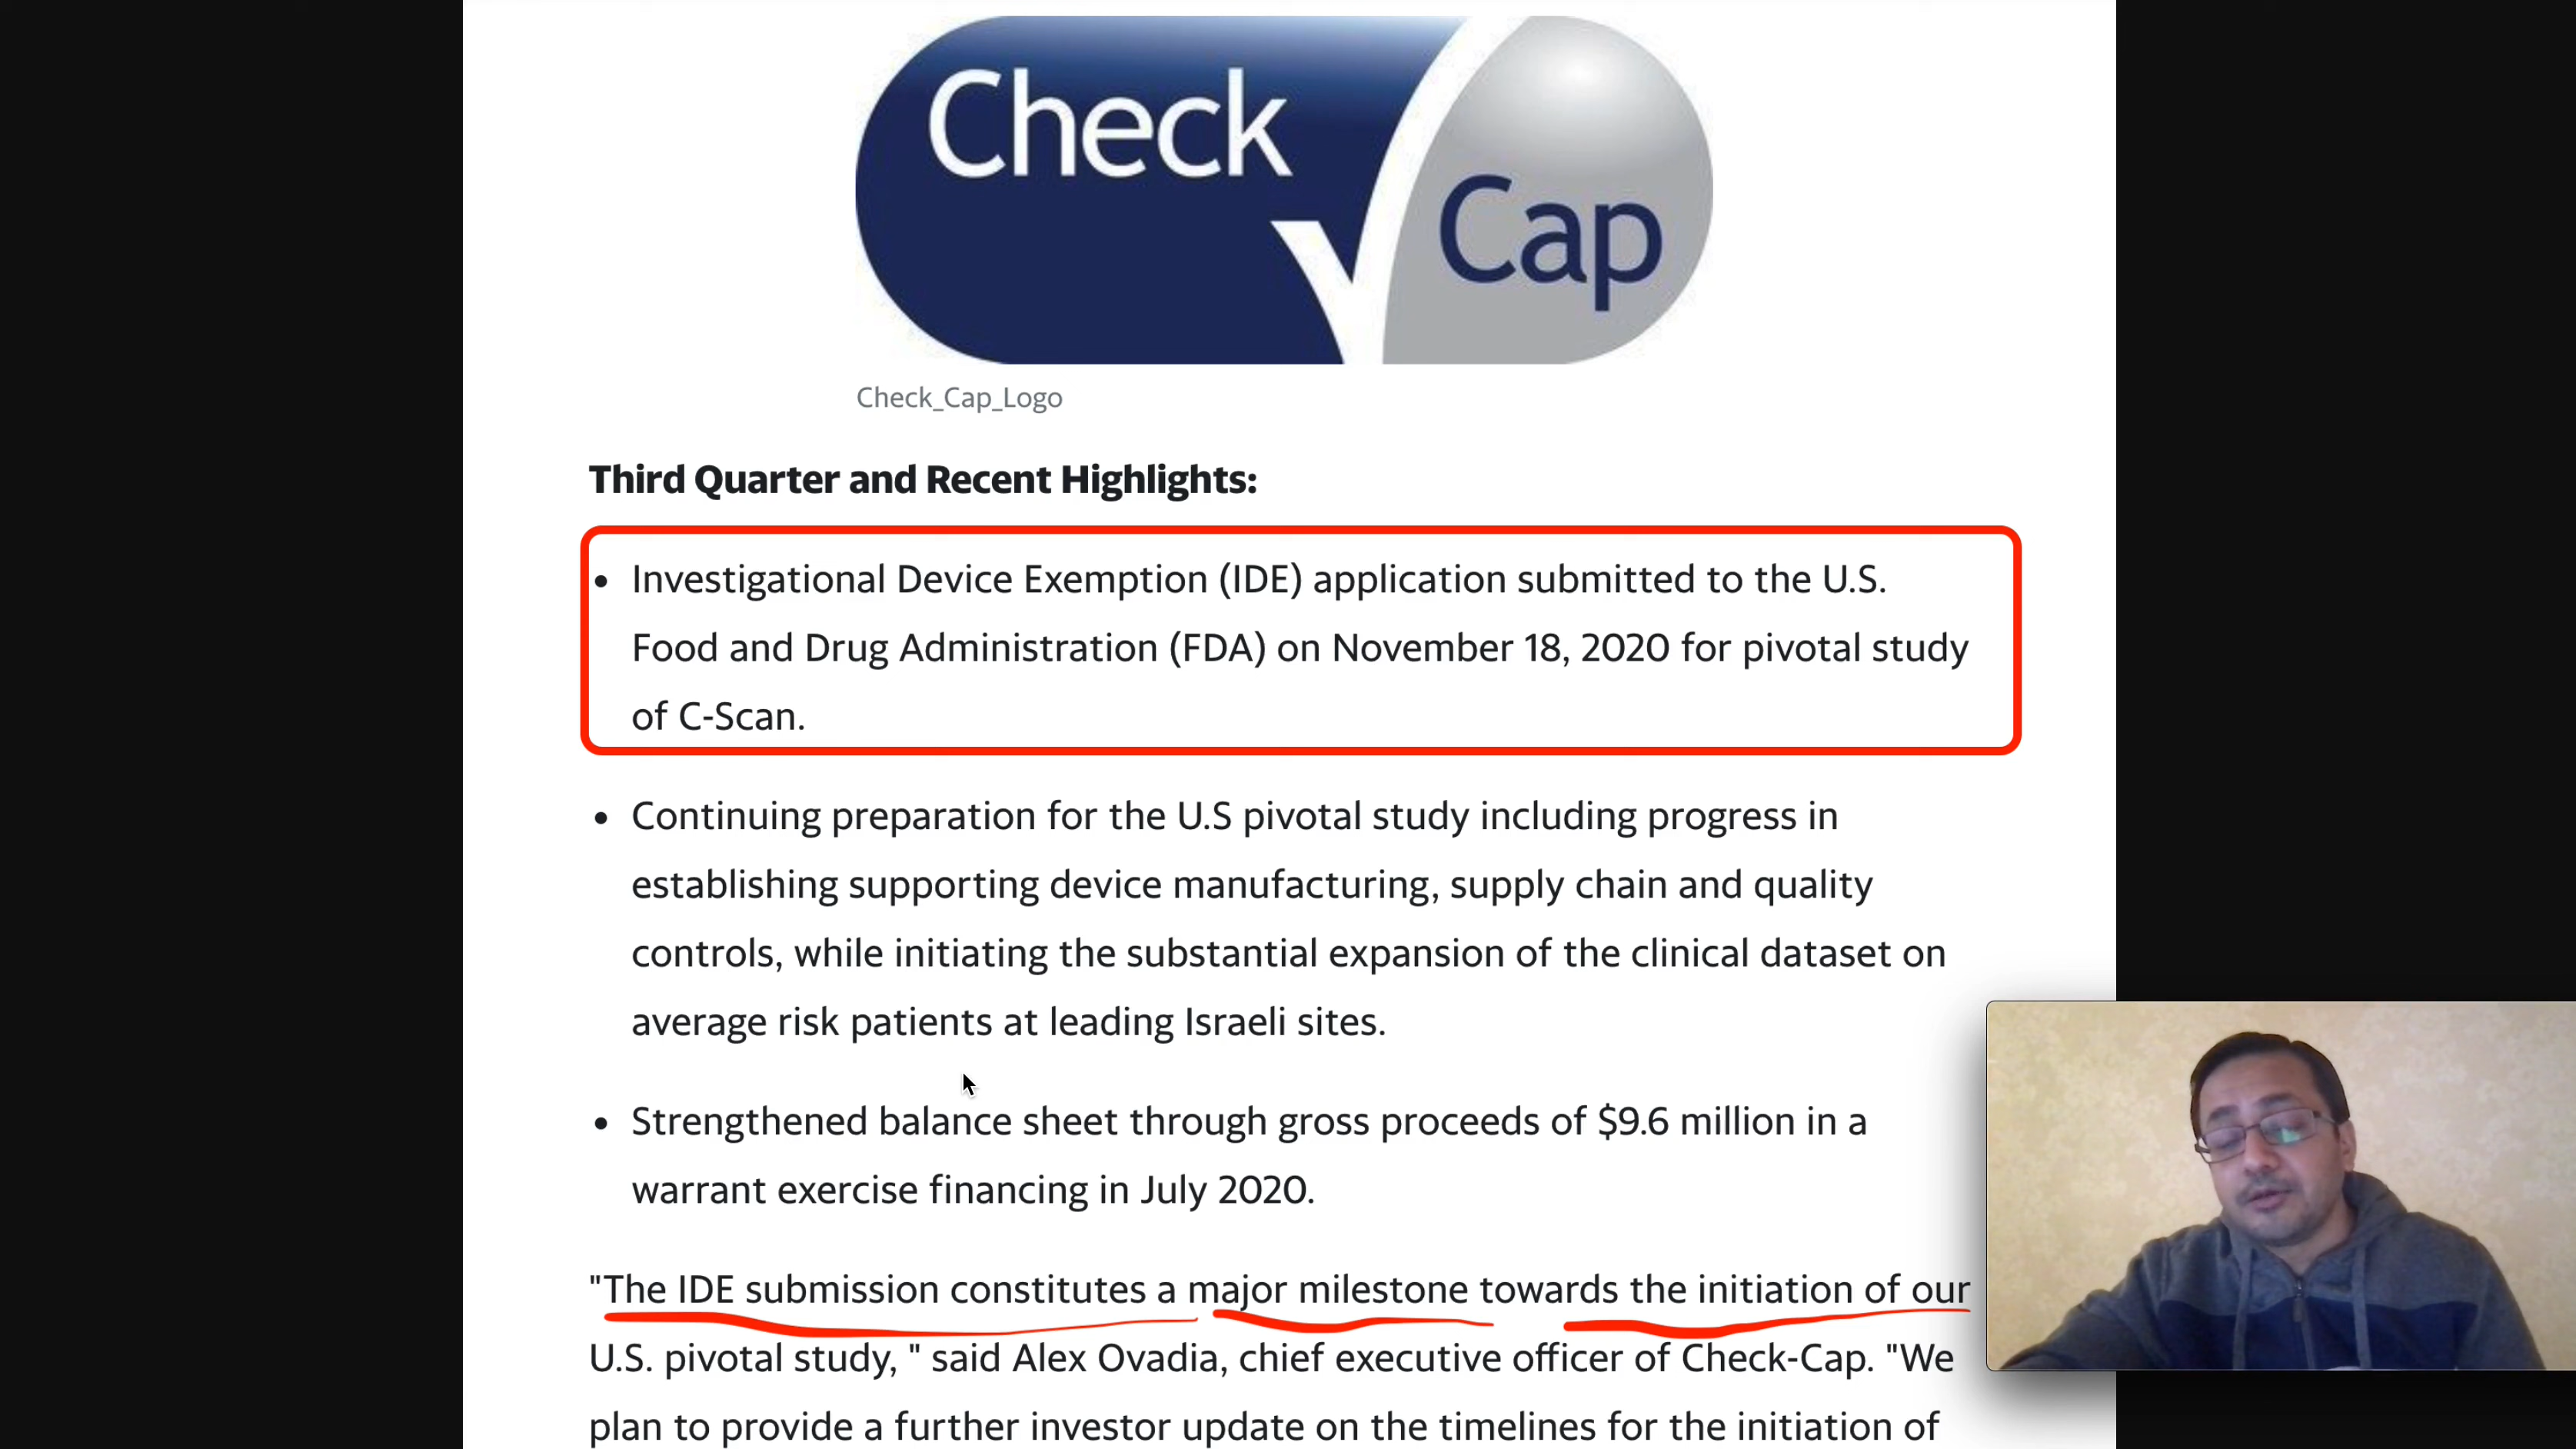 Check
Cap
Check_Cap_Logo
Third Quarter and Recent Highlights:
• Investigational Device Exemption (IDE) application submitted to the U.S.
Food and Drug Administration (FDA) on November 18, 2020 for pivotal study
of C-Scan.
• Continuing preparation for the U.S pivotal study including progress in
establishing supporting device manufacturing, supply chain and quality
controls, while initiating the substantial expansion of the clinical dataset on
average risk patients at leading Israeli sites.
• Strengthened balance sheet through gross proceeds of $9.6 million in a
warrant exercise financing in July 2020.
"The IDE submission constitutes a major milestone towards the initiation of our
U.S. pivotal study, " said Alex Ovadia, chief executive officer of Check-Cap. "We
plan to provide a further investor update on the timelines for the initiation of